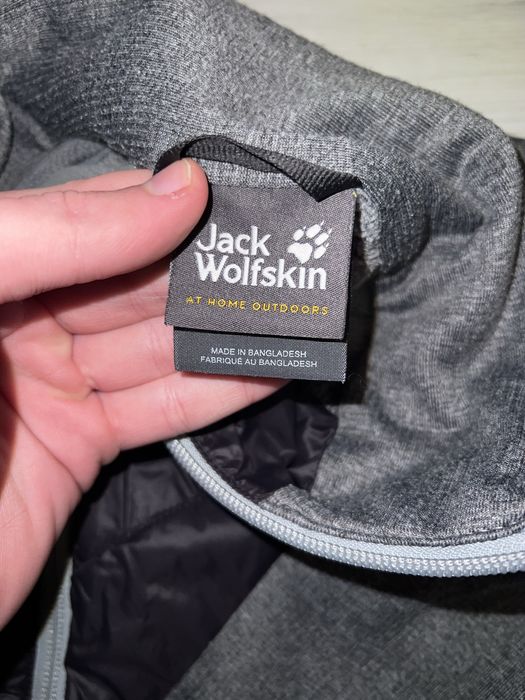 Jack
Wolfskin
AT HOME OUTDOORS
MADE IN BANGLADESH
FABRIQUÉ AU BANGLADESH